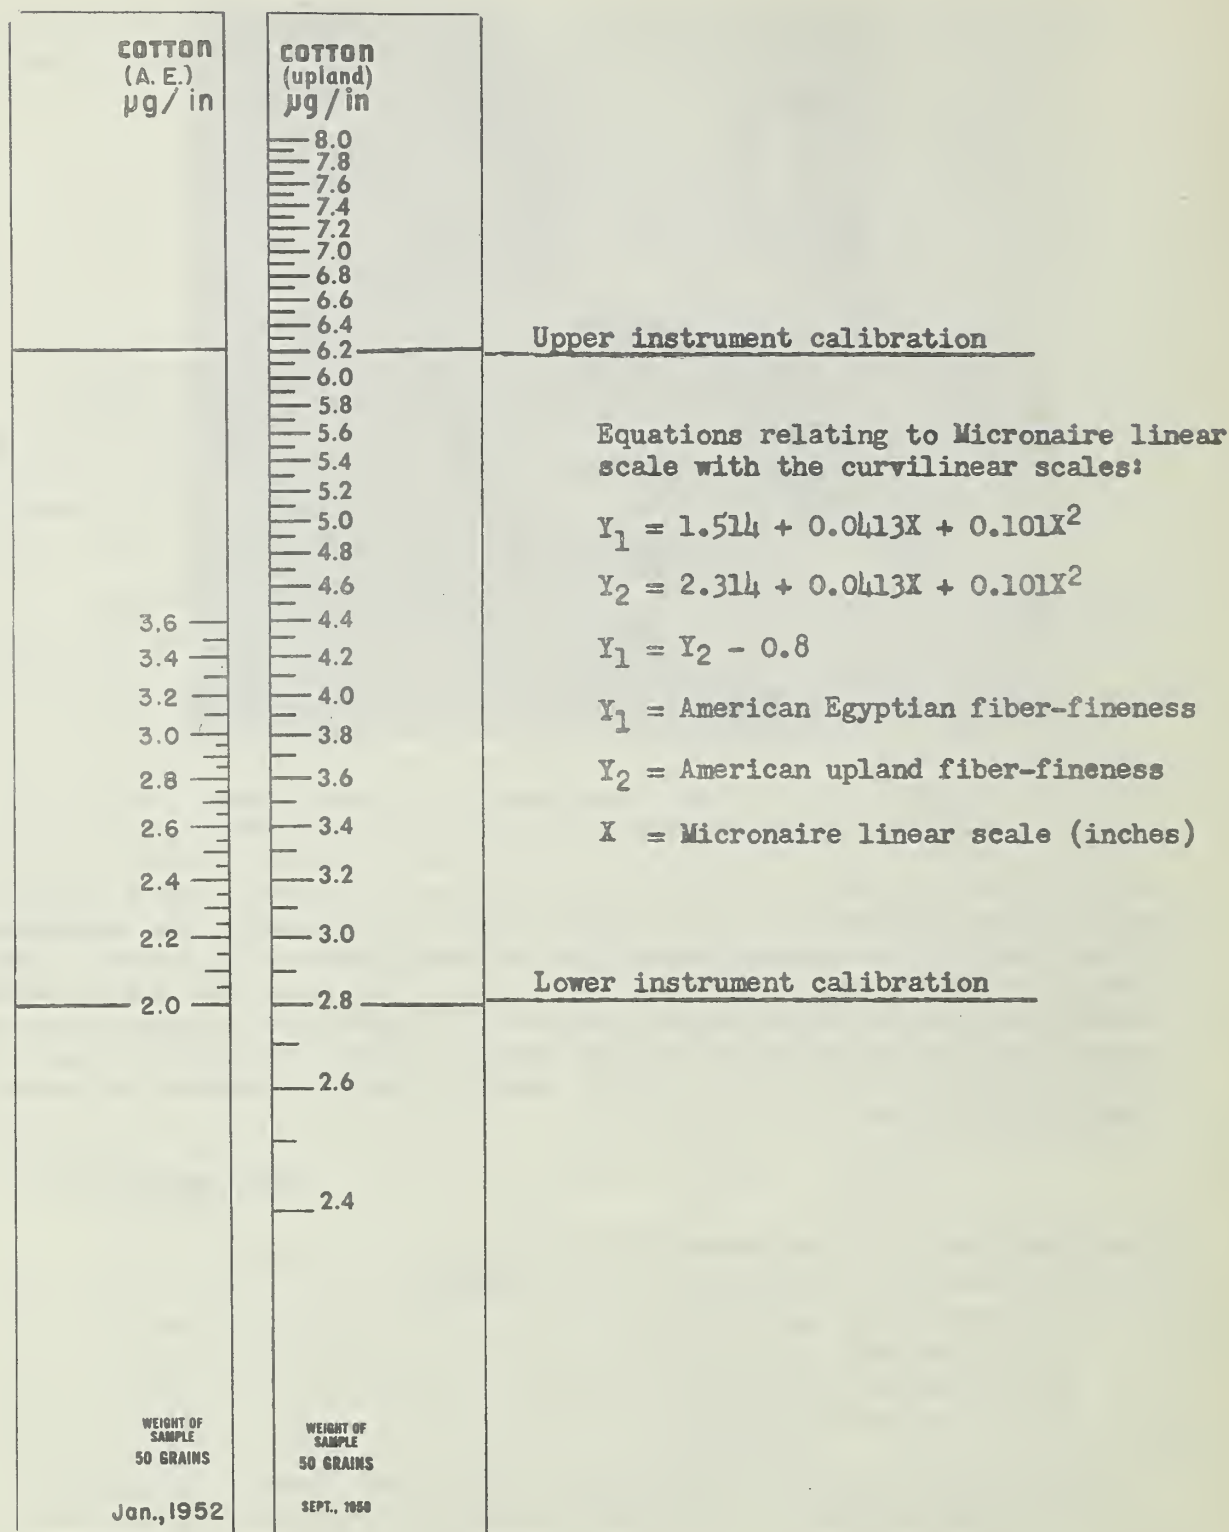 COTTON
(A. E.)
µg/in
3.6
3.4
3.2
3.0
2.8
2.6
2.4
2.2
2.0
WEIGHT OF
SAMPLE
50 GRAINS
Jan., 1952
COTTON
(upland)
µg/in
8.0
7.8
7.6
7.4
7.2
7.0
6.8
6.6
6.4
6.2
6.0
5.8
5.6
5.4
5.2
5.0
4.8
4.6
4.4
4.2
4.0
3.8
3.6
3.4
3.2
3.0
2.8
2.6
2.4
WEIGHT OF
SAMPLE
50 GRAINS
SEPT., 1950
Upper instrument calibration
Equations relating to Micronaire linear
scale with the curvilinear scales:
Y₁ = 1.514 + 0.0413X + 0.101X²
Y₂ = 2.314 + 0.0413X + 0.101X²
Y₁ = Y₂ - 0.8
Y₁ = American Egyptian fiber-fineness
Y₂ = American upland fiber-fineness
X = Micronaire linear scale (inches)
Lower instrument calibration